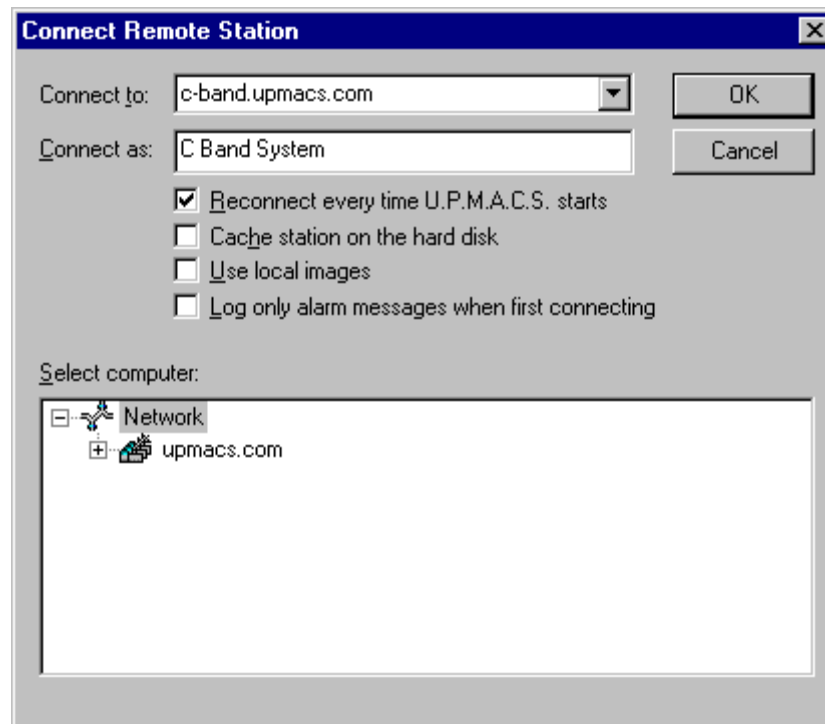 Connect Remote Station
Connect to: c-band.upmacs.com OK
Connect as: C Band System Cancel
Reconnect every time U.P.M.A.C.S. starts
Cache station on the hard disk
Use local images
Log only alarm messages when first connecting
Select computer:
Network
upmacs.com